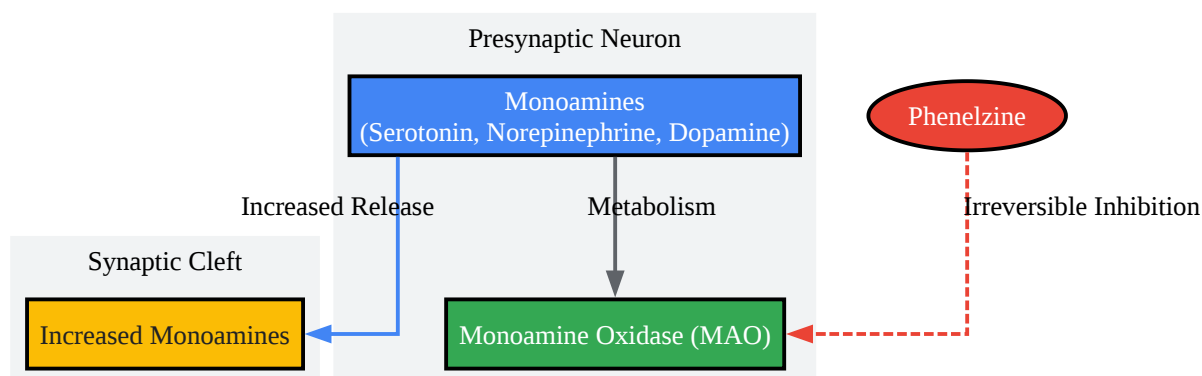 Presynaptic Neuron
Monoamines
(Serotonin, Norepinephrine, Dopamine)
Phenelzine
Increased Release
Metabolism
Irreversible Inhibition
Synaptic Cleft
Increased Monoamines
Monoamine Oxidase (MAO)